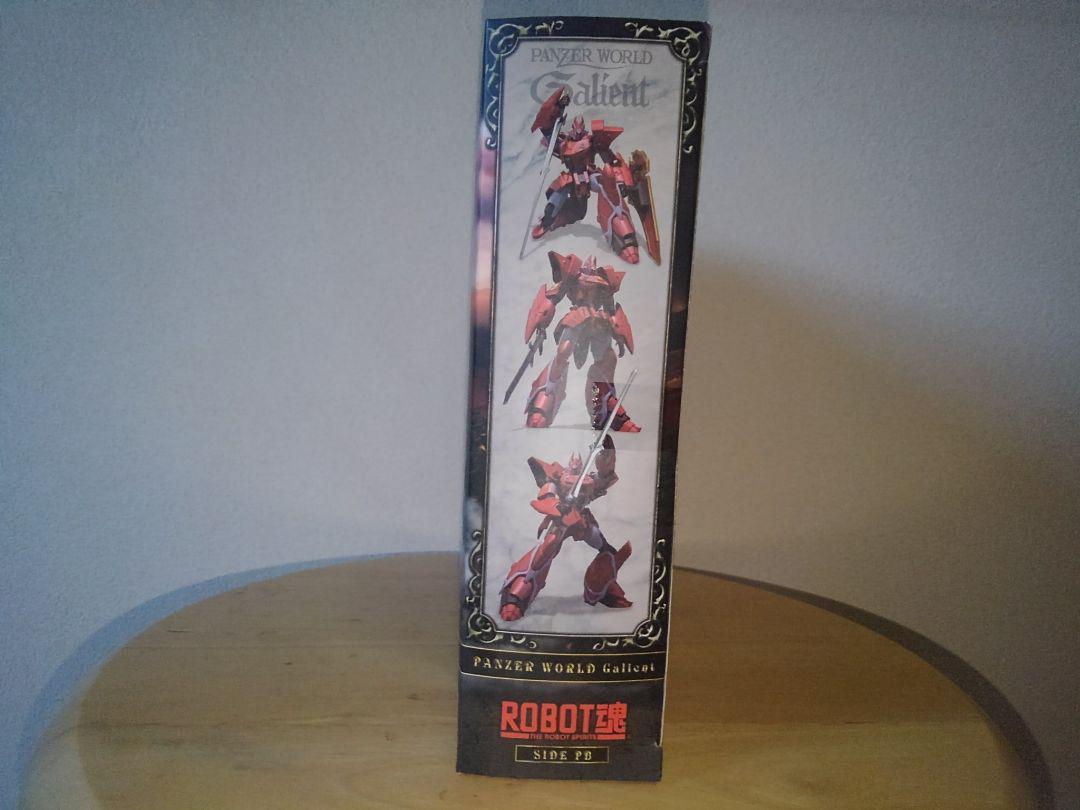 PANZER WORLD
Galient
PANZER WORLD Galient
ROBOT魂
THE ROBOT SPIRITS
SIDE PB